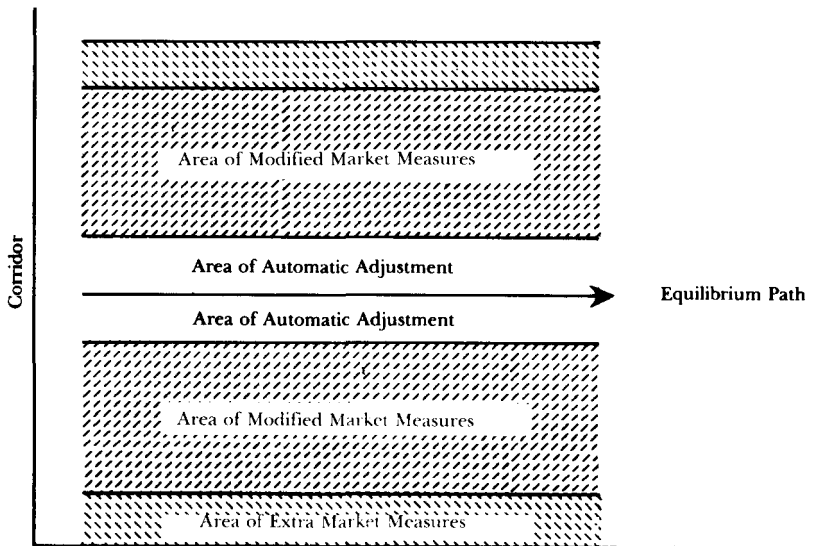 Area of Modified Market Measures
Area of Automatic Adjustment
Corridor
Equilibrium Path
Area of Automatic Adjustment
Area of Modified Market Measures
Area of Extra Market Measures